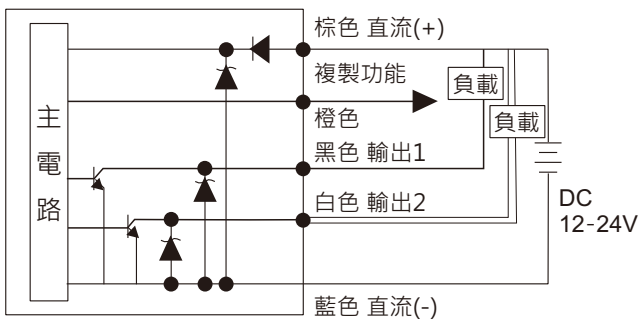 棕色 直流(+)
複製功能
負載
橙色
負載
主電路
黑色 輸出1
白色 輸出2
DC
12-24V
藍色 直流(-)